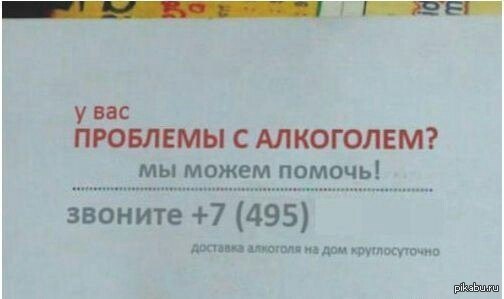 у вас
ПРОБЛЕМЫ С АЛКОГОЛЕМ?
мы можем помочь!
звоните +7 (495)
доставка алкоголя на дом круглосуточно
pikabu.ru